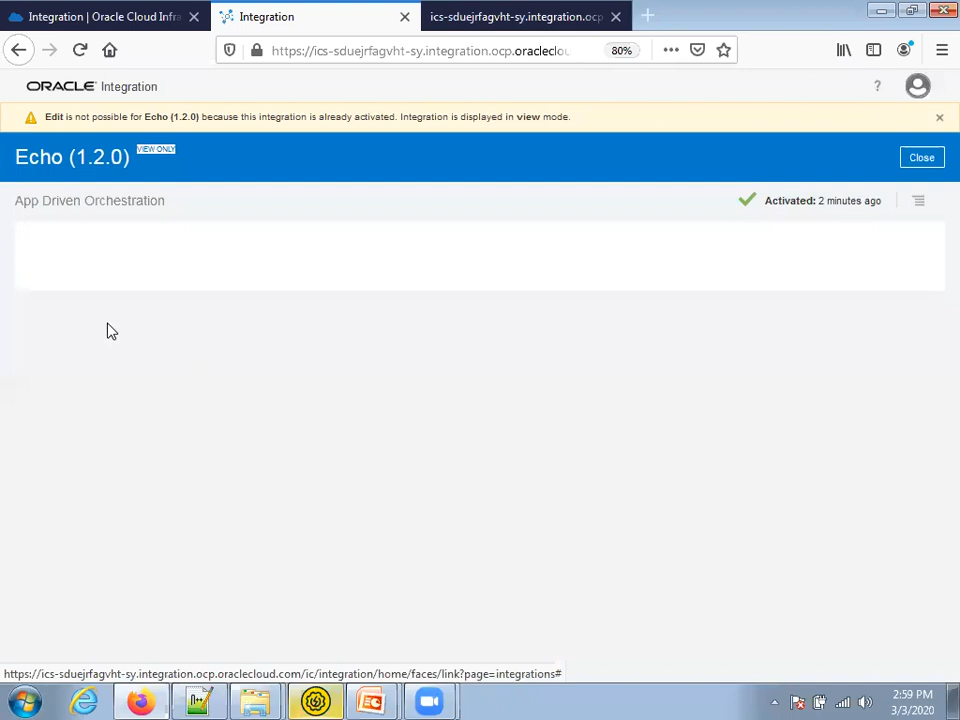 Integration | Oracle Cloud Infra
Integration
ics-sduejrfagvht-sy.integration.ocp
https://ics-sduejrfagvht-sy.integration.ocp.oracleclou
80%
ORACLE Integration
?
Edit is not possible for Echo (1.2.0) because this integration is already activated. Integration is displayed in view mode.
Echo (1.2.0) VIEW ONLY
Close
App Driven Orchestration
Activated: 2 minutes ago
https://ics-sduejrfagvht-sy.integration.ocp.oraclecloud.com/ic/integration/home/faces/link?page=integrations#
2:59 PM
3/3/2020